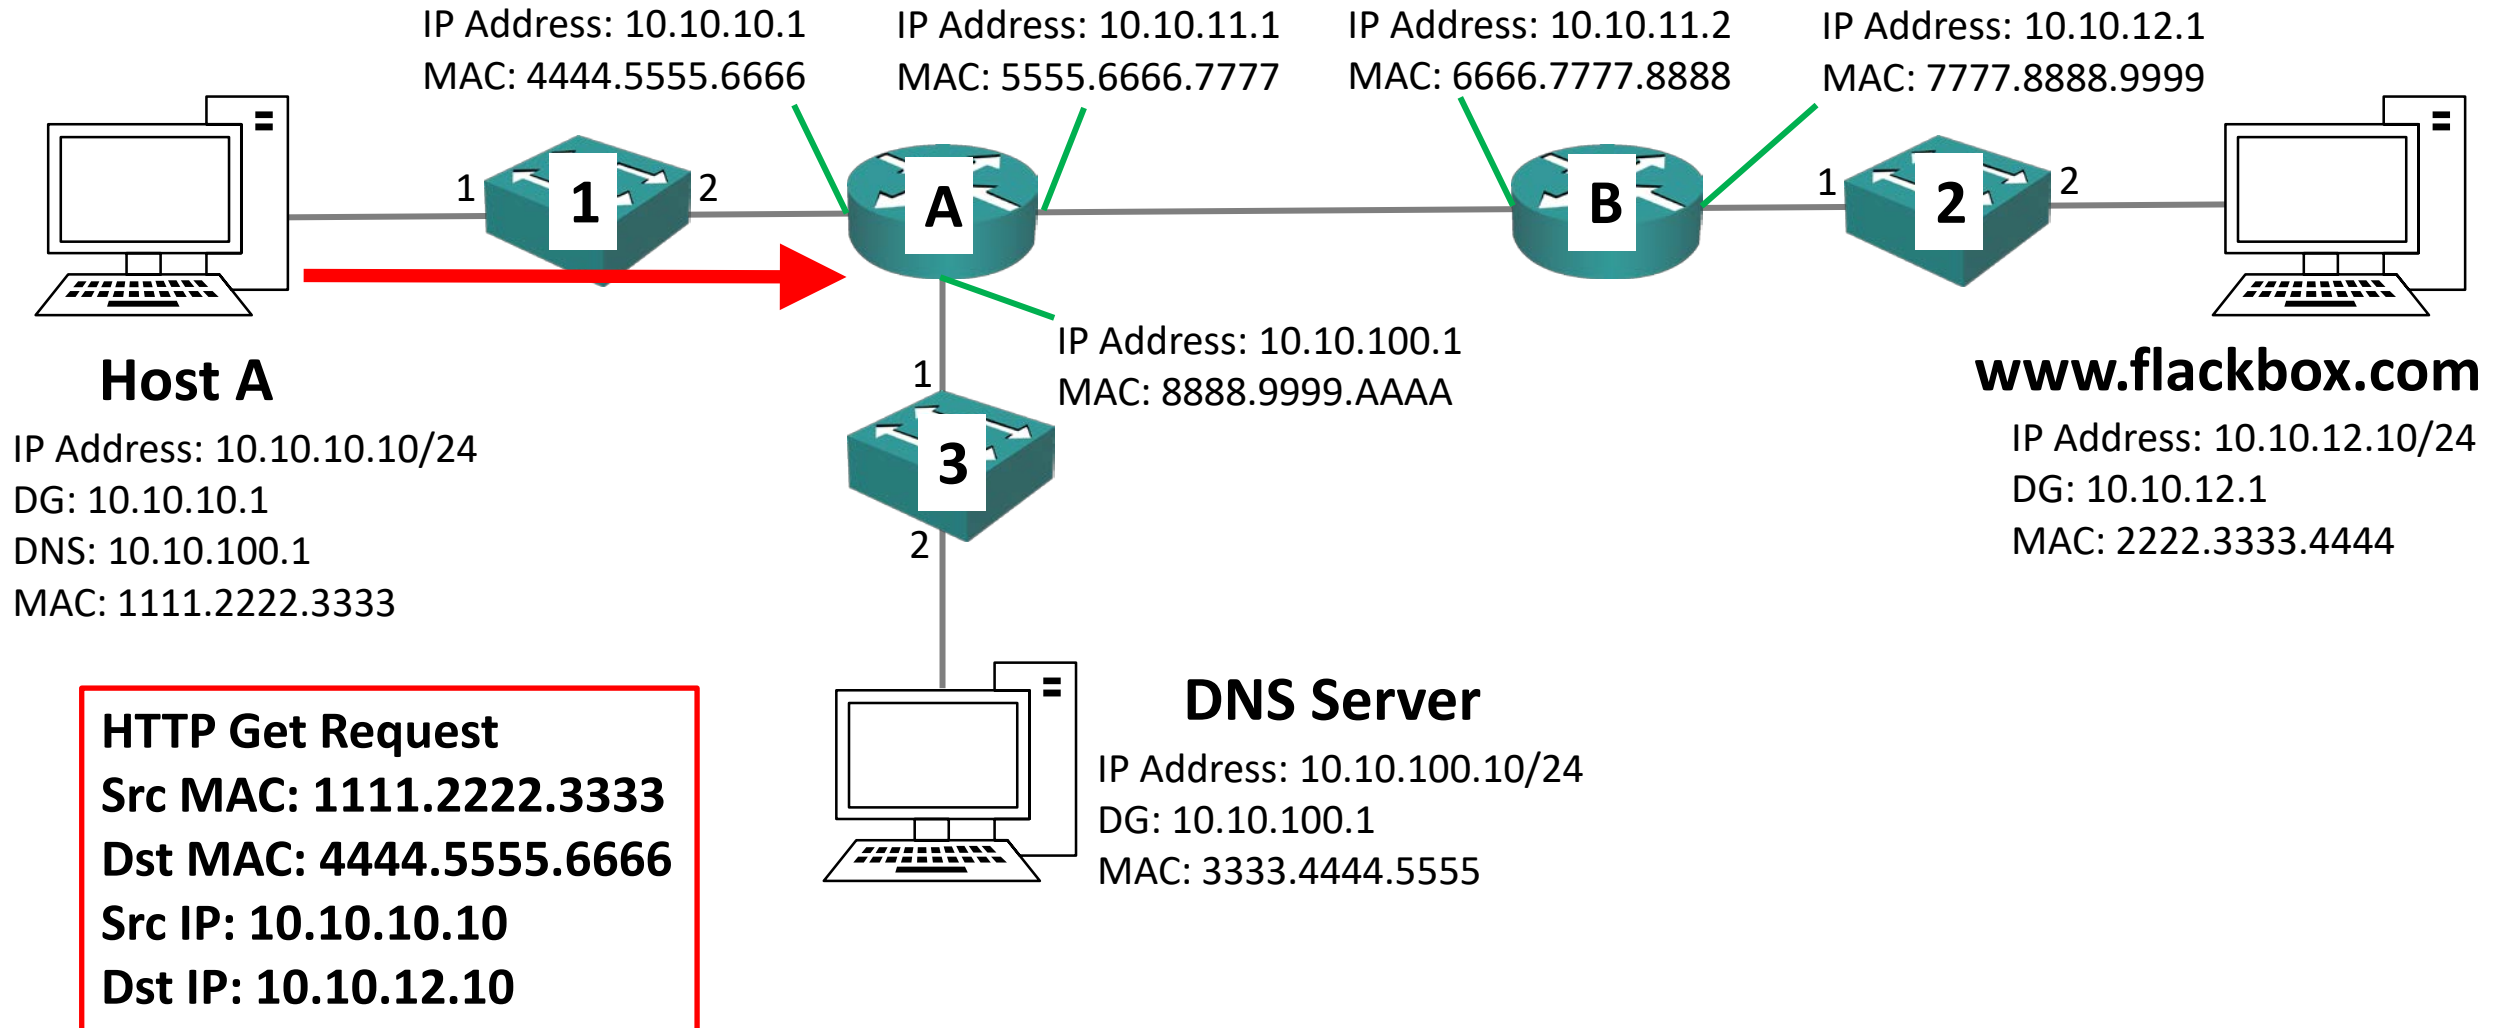 IP Address: 10.10.10.1
MAC: 4444.5555.6666
IP Address: 10.10.11.1
MAC: 5555.6666.7777
IP Address: 10.10.11.2
MAC: 6666.7777.8888
IP Address: 10.10.12.1
MAC: 7777.8888.9999
1
1
2
A
B
1
2
2
IP Address: 10.10.100.1
MAC: 8888.9999.AAAA
1
3
2
Host A
IP Address: 10.10.10.10/24
DG: 10.10.10.1
DNS: 10.10.100.1
MAC: 1111.2222.3333
www.flackbox.com
IP Address: 10.10.12.10/24
DG: 10.10.12.1
MAC: 2222.3333.4444
HTTP Get Request
Src MAC: 1111.2222.3333
Dst MAC: 4444.5555.6666
Src IP: 10.10.10.10
Dst IP: 10.10.12.10
DNS Server
IP Address: 10.10.100.10/24
DG: 10.10.100.1
MAC: 3333.4444.5555